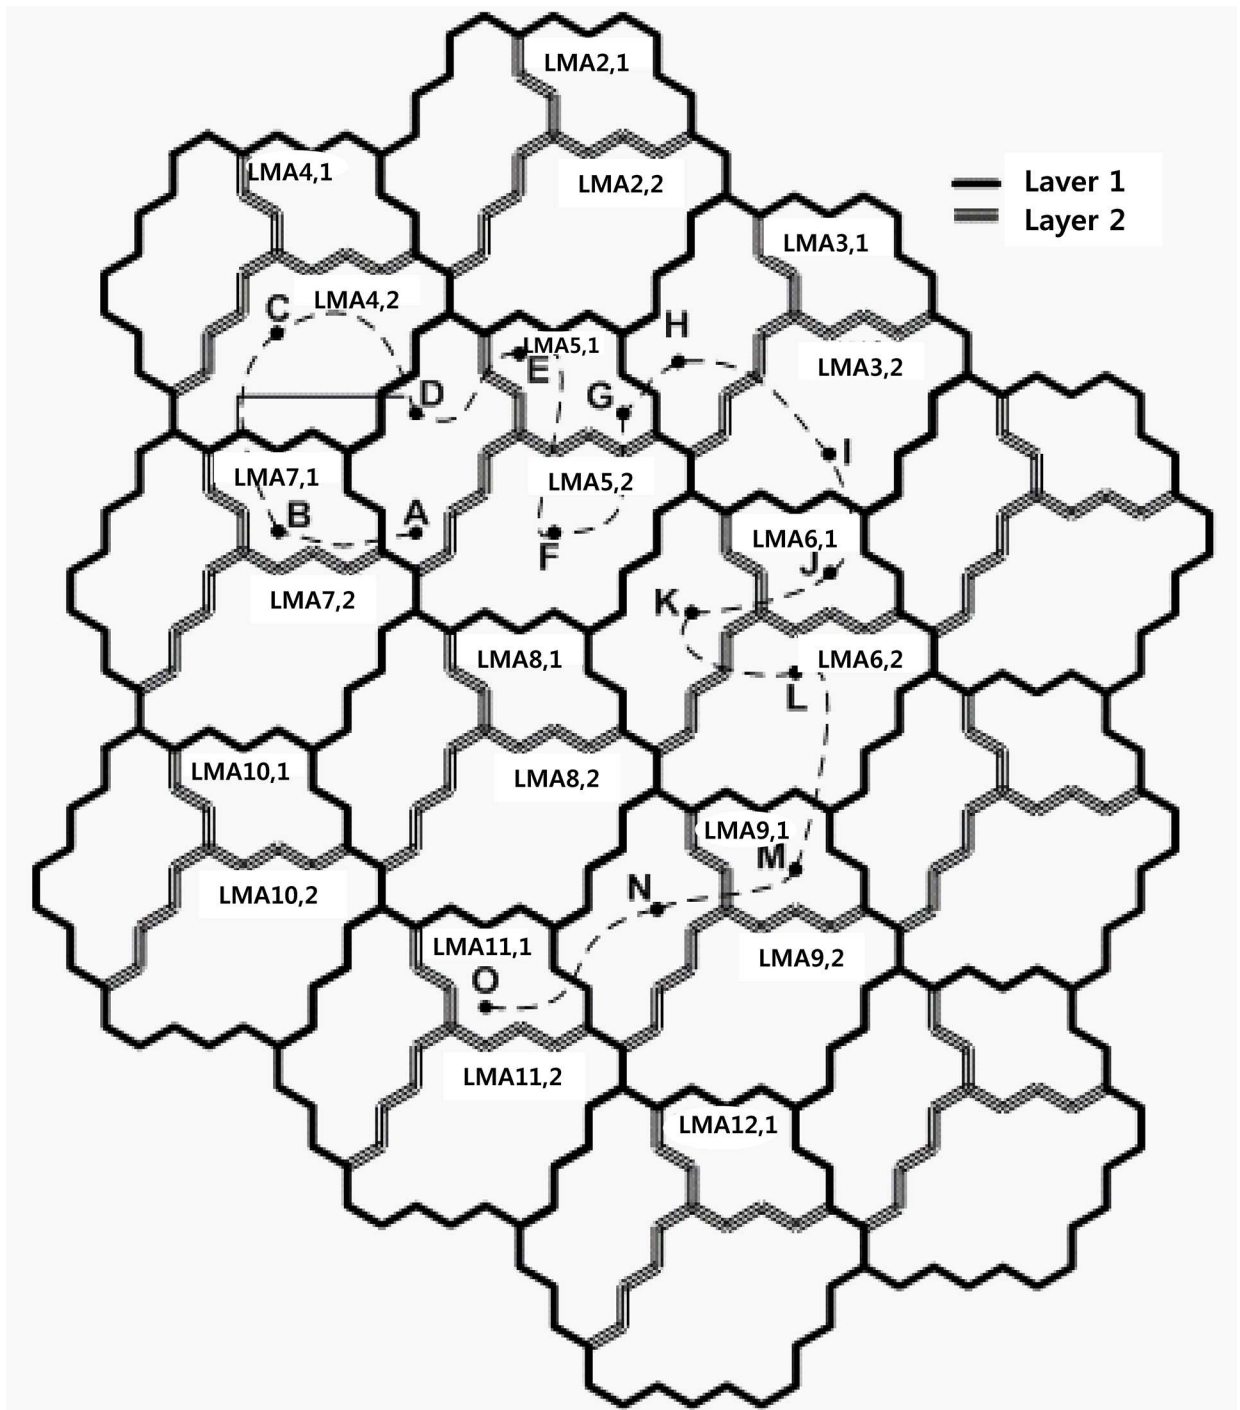 LMA2,1
LMA4,1
LMA2,2
Laver 1
Layer 2
LMA3,1
C
LMA4,2
H
LMA5,1
E
LMA3,2
D
G
I
LMA7,1
LMA5,2
B
A
F
LMA6,1
J
LMA7,2
K
LMA8,1
LMA6,2
L
LMA10,1
LMA8,2
LMA9,1
M
LMA10,2
N
LMA11,1
LMA9,2
O
LMA11,2
LMA12,1